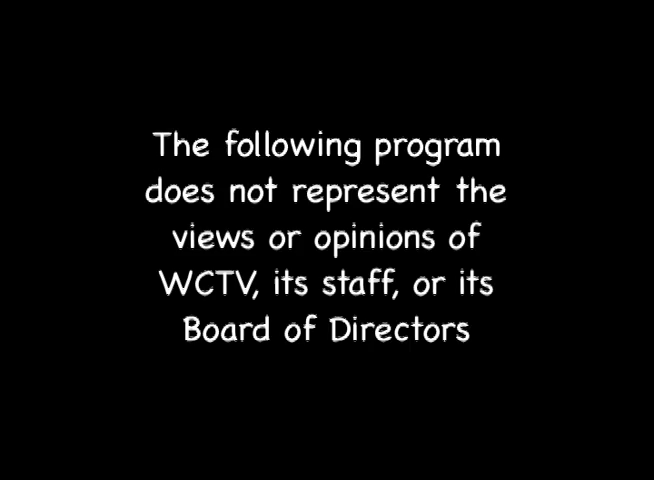 The following program
does not represent the
views or opinions of
WCTV, its staff, or its
Board of Directors